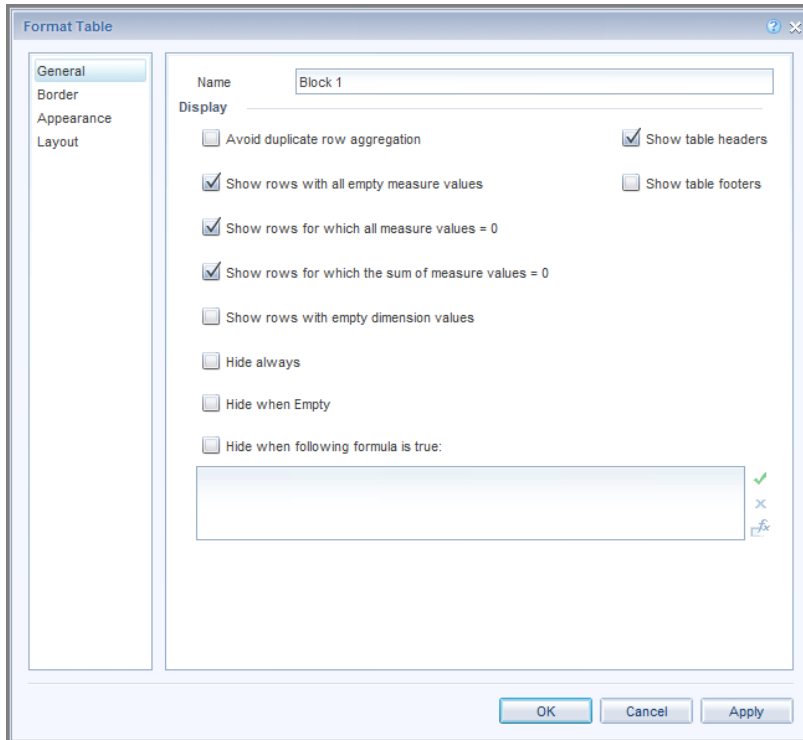 Format Table
?
General
Border
Appearance
Layout
Name Block 1
Display
Avoid duplicate row aggregation Show table headers
Show rows with all empty measure values Show table footers
Show rows for which all measure values = 0
Show rows for which the sum of measure values = 0
Show rows with empty dimension values
Hide always
Hide when Empty
Hide when following formula is true:
fx
OK Cancel Apply